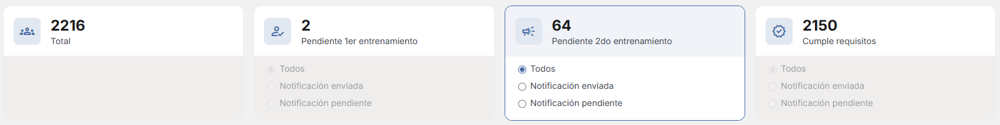 2216
Total
2
Pendiente 1er entrenamiento
Todos
Notificación enviada
Notificación pendiente
64
Pendiente 2do entrenamiento
Todos
Notificación enviada
Notificación pendiente
2150
Cumple requisitos
Todos
Notificación enviada
Notificación pendiente